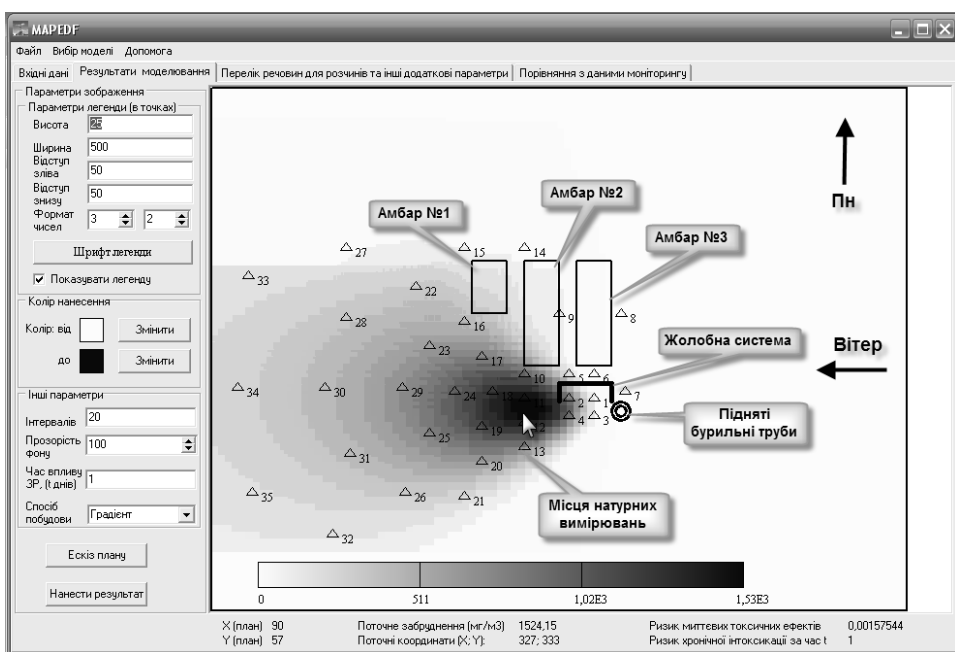 MAPEDF
Файл Вибір моделі Допомога
Вхідні дані Результати моделювання Перелік речовин для розчинів та інші додаткові параметри Порівняння з даними моніторингу
Параметри зображення
Параметри легенди (в точках)
Висота 25
Ширина 500
Відступ зліва 50
Відступ знизу 50
Формат чисел 3 2
Шрифт легенди
Показувати легенду
Колір нанесення
Колір: від Змінити
до Змінити
Інші параметри
Інтервалів 20
Прозорість фону 100
Час впливу ЗР, (t днів) 1
Спосіб побудови Градієнт
Ескіз плану
Нанести результат
Пн
Амбар №2
Амбар №1
Амбар №3
27 15 14
33
22
28 16 9 8
Жолобна система
Вітер
23 17
10 5 6
34 30 29 24 18 11 2 1 7
4 3
Підняті бурильні труби
25 19 12
13
31 20
35 26 21
Місця натурних вимірювань
32
0 511 1,02E3 1,53E3
X (план) 90 Поточне забруднення (мг/м3) 1524,15 Ризик миттєвих токсичних ефектів 0,00157544
Y (план) 57 Поточні координати (X; Y): 327; 333 Ризик хронічної інтоксикації за час t 1